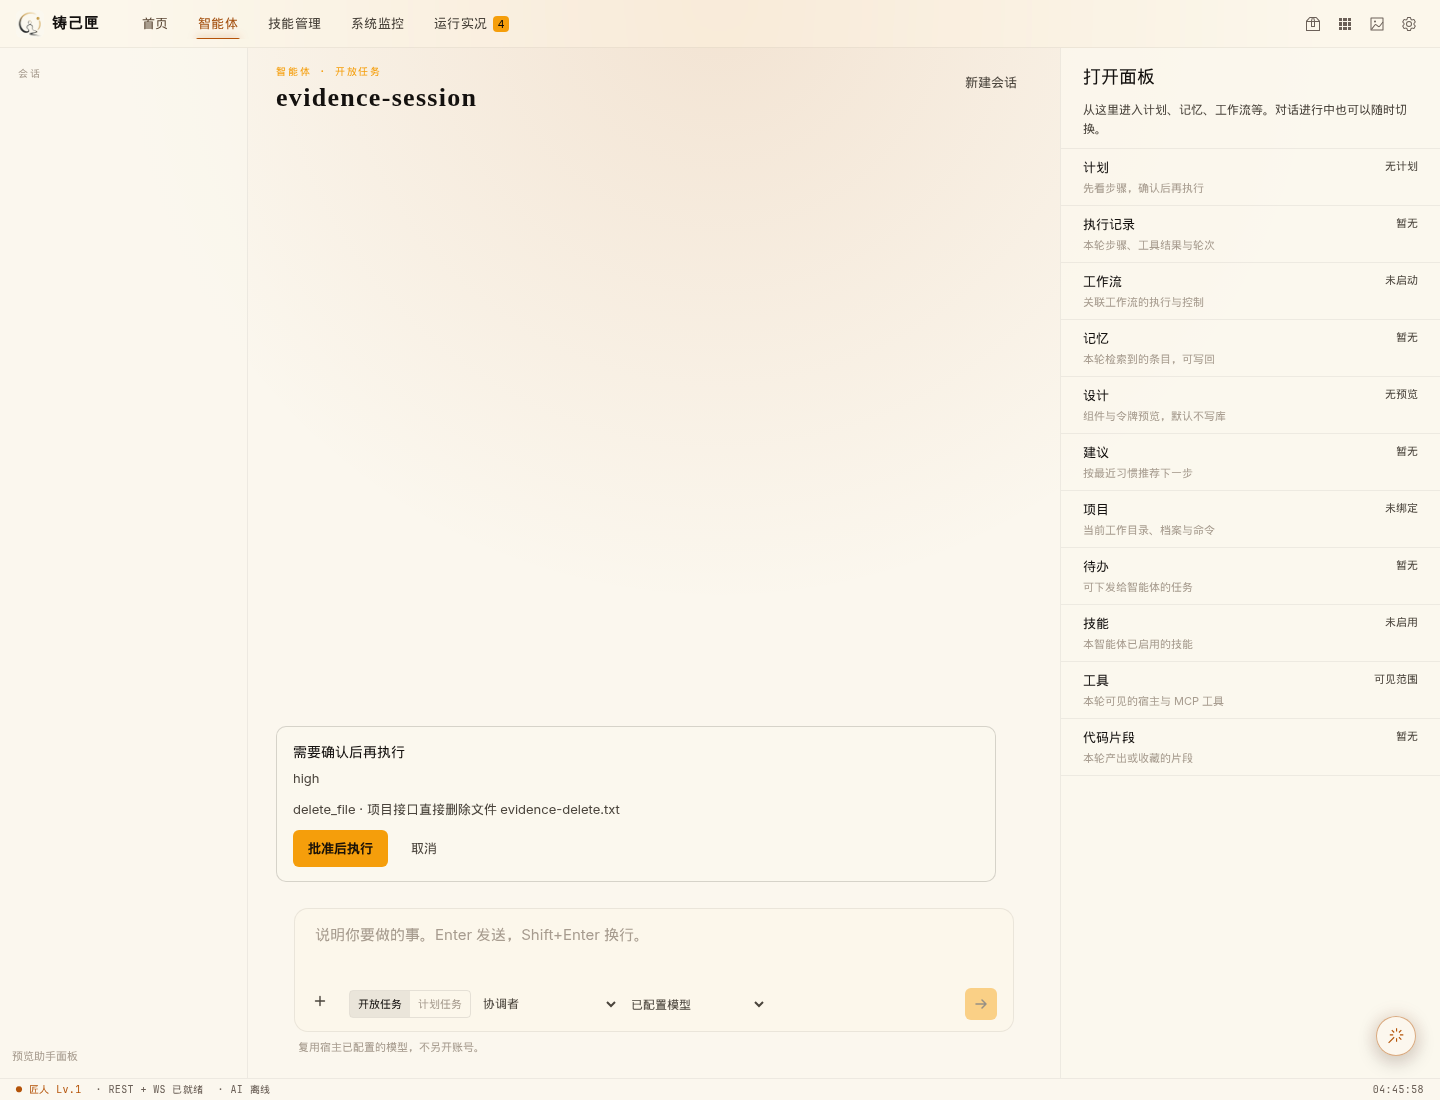 铸己匣
首页
智能体
技能管理
系统监控
运行实况 4
会话
智能体 · 开放任务
evidence-session
新建会话
需要确认后再执行
high
delete_file · 项目接口直接删除文件 evidence-delete.txt
批准后执行
取消
说明你要做的事。Enter 发送，Shift+Enter 换行。
+
开放任务
计划任务
协调者
已配置模型
复用宿主已配置的模型，不另开账号。
打开面板
从这里进入计划、记忆、工作流等。对话进行中也可以随时切
换。
计划
无计划
先看步骤，确认后再执行
执行记录
暂无
本轮步骤、工具结果与轮次
工作流
未启动
关联工作流的执行与控制
记忆
暂无
本轮检索到的条目，可写回
设计
无预览
组件与令牌预览，默认不写库
建议
暂无
按最近习惯推荐下一步
项目
未绑定
当前工作目录、档案与命令
待办
暂无
可下发给智能体的任务
技能
未启用
本智能体已启用的技能
工具
可见范围
本轮可见的宿主与 MCP 工具
代码片段
暂无
本轮产出或收藏的片段
预览助手面板
匠人 Lv.1 · REST + WS 已就绪 · AI 离线
04:45:58